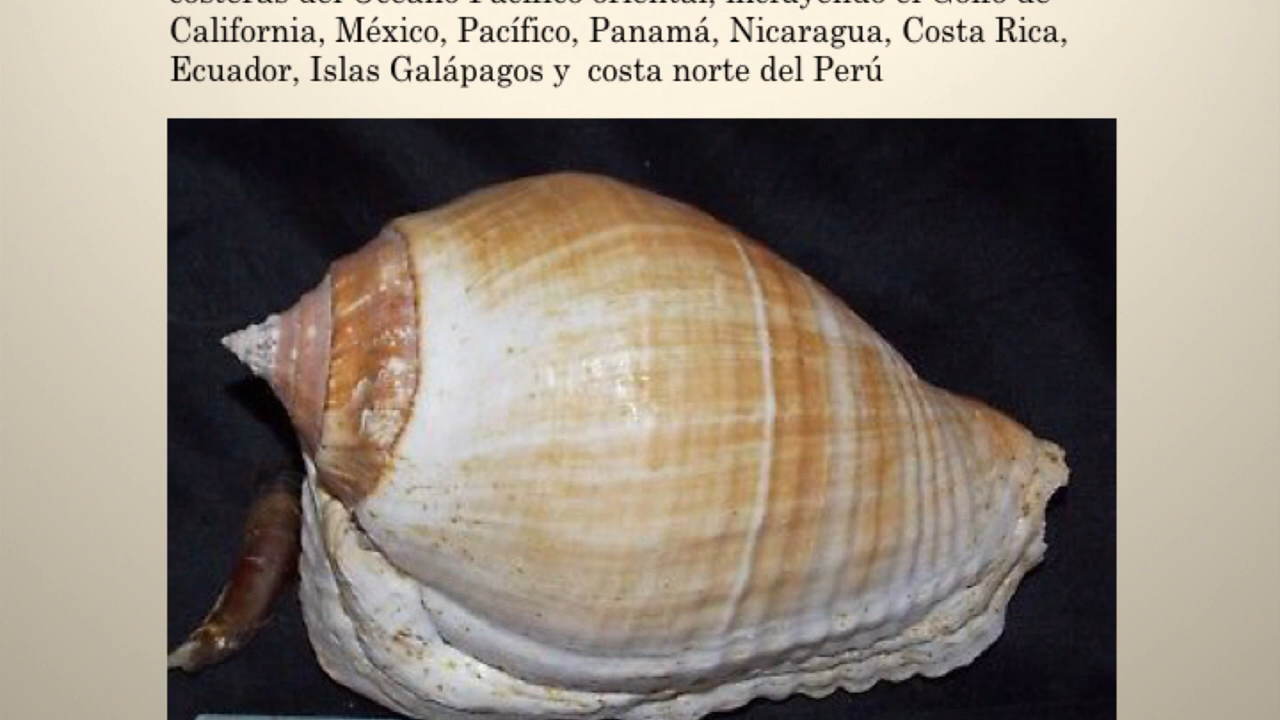 costeras del Océano Pacífico oriental, incluyendo el Golfo de
California, México, Pacífico, Panamá, Nicaragua, Costa Rica,
Ecuador, Islas Galápagos y  costa norte del Perú